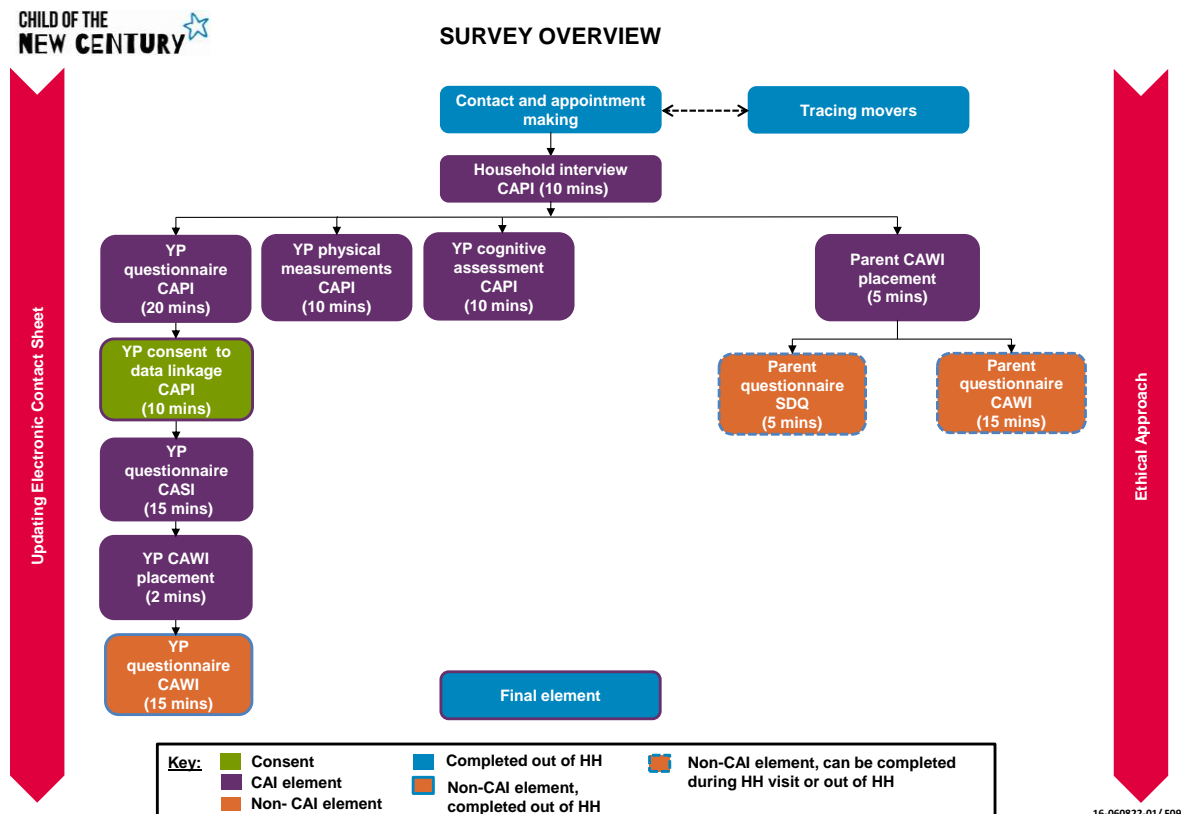 CHILD OF THE
NEW CENTURY
SURVEY OVERVIEW
Contact and appointment
making
Tracing movers
Household interview
CAPI (10 mins)
YP
questionnaire
CAPI
(20 mins)
YP physical
measurements
CAPI
(10 mins)
YP cognitive
assessment
CAPI
(10 mins)
Parent CAWI
placement
(5 mins)
YP consent to
data linkage
CAPI
(10 mins)
Parent
questionnaire
SDQ
(5 mins)
Parent
questionnaire
CAWI
(15 mins)
YP
questionnaire
CASI
(15 mins)
YP CAWI
placement
(2 mins)
YP
questionnaire
CAWI
(15 mins)
Final element
Updating Electronic Contact Sheet
Ethical Approach
Key:
Consent
CAI element
Non- CAI element
Completed out of HH
Non-CAI element,
completed out of HH
Non-CAI element, can be completed
during HH visit or out of HH